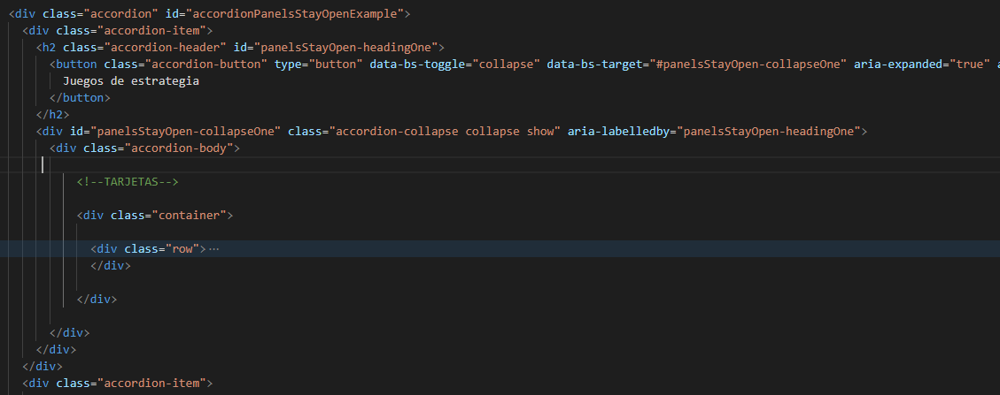 <div class="accordion" id="accordionPanelsStayOpenExample">
<div class="accordion-item">
<h2 class="accordion-header" id="panelsStayOpen-headingOne">
<button class="accordion-button" type="button" data-bs-toggle="collapse" data-bs-target="#panelsStayOpen-collapseOne" aria-expanded="true" a
Juegos de estrategia
</button>
</h2>
<div id="panelsStayOpen-collapseOne" class="accordion-collapse collapse show" aria-labelledby="panelsStayOpen-headingOne">
<div class="accordion-body">
<!--TARJETAS-->
<div class="container">
<div class="row">…
</div>
</div>
</div>
</div>
</div>
<div class="accordion-item">